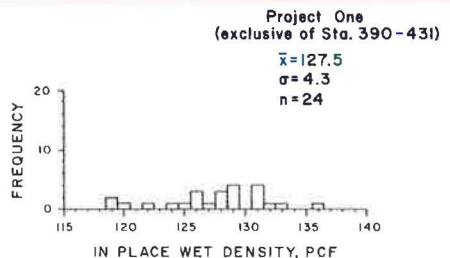 Project One
(exclusive of Sta. 390-431)
x̄=127.5
σ=4.3
n=24
20
10
0
FREQUENCY
115 120 125 130 135 140
IN PLACE WET DENSITY, PCF